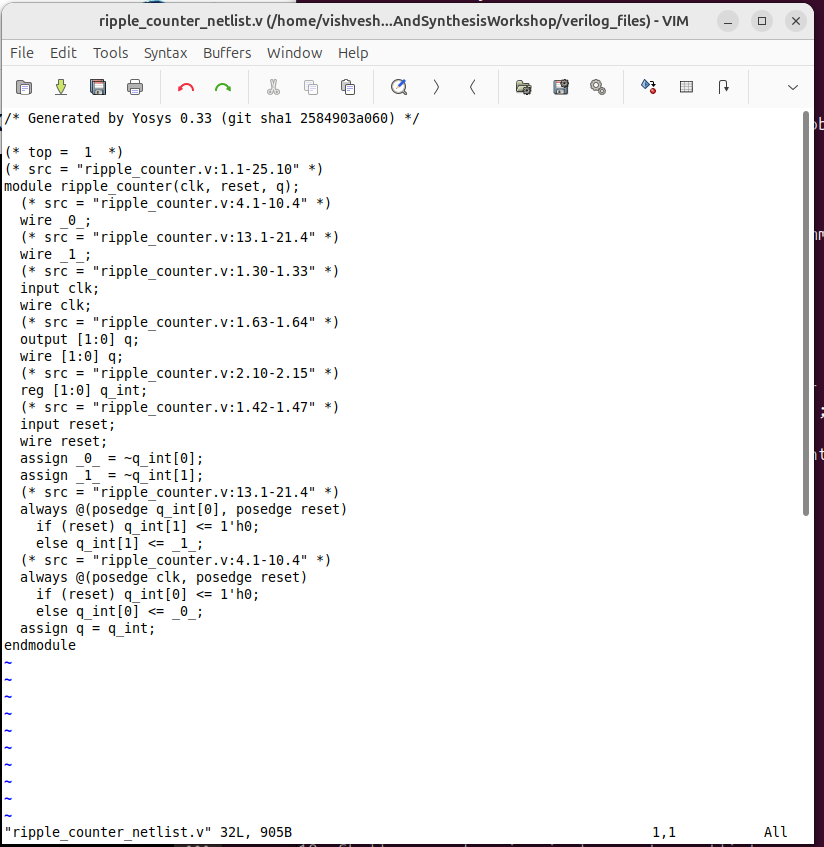 ripple_counter_netlist.v (/home/vishvesh...AndSynthesisWorkshop/verilog_files) - VIM
File Edit Tools Syntax Buffers Window Help
/* Generated by Yosys 0.33 (git sha1 2584903a060) */
(* top =  1  *)
(* src = "ripple_counter.v:1.1-25.10" *)
module ripple_counter(clk, reset, q);
  (* src = "ripple_counter.v:4.1-10.4" *)
  wire _0_;
  (* src = "ripple_counter.v:13.1-21.4" *)
  wire _1_;
  (* src = "ripple_counter.v:1.30-1.33" *)
  input clk;
  wire clk;
  (* src = "ripple_counter.v:1.63-1.64" *)
  output [1:0] q;
  wire [1:0] q;
  (* src = "ripple_counter.v:2.10-2.15" *)
  reg [1:0] q_int;
  (* src = "ripple_counter.v:1.42-1.47" *)
  input reset;
  wire reset;
  assign _0_ = ~q_int[0];
  assign _1_ = ~q_int[1];
  (* src = "ripple_counter.v:13.1-21.4" *)
  always @(posedge q_int[0], posedge reset)
    if (reset) q_int[1] <= 1'h0;
    else q_int[1] <= _1_;
  (* src = "ripple_counter.v:4.1-10.4" *)
  always @(posedge clk, posedge reset)
    if (reset) q_int[0] <= 1'h0;
    else q_int[0] <= _0_;
  assign q = q_int;
endmodule
~
~
~
~
~
~
~
~
~
~
"ripple_counter_netlist.v" 32L, 905B 1,1 All